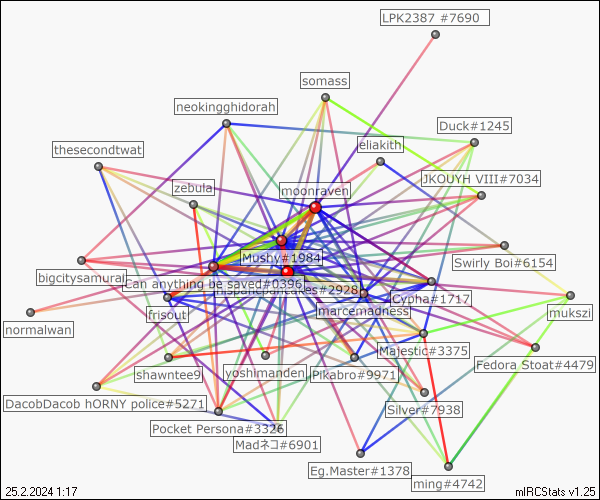 LPK2387 #7690
somass
neokingghidorah
Duck#1245
eliakith
thesecondtwat
JKOUYH VIII#7034
zebula
moonraven
Mushy#1984
Swirly Boi#6154
bigcitysamurai
Can anything be saved#0396
#2928
Cypha#1717
mukszi
frisout
marcemadness
normalwan
Majestic#3375
Fedora Stoat#4479
shawntee9
yoshimanden
Pikabro#9971
DacobDacob hORNY police#5271
Silver#7938
Pocket Persona#3326
Madネコ#6901
Eg.Master#1378
ming#4742
25.2.2024 1:17
mIRCStats v1.25